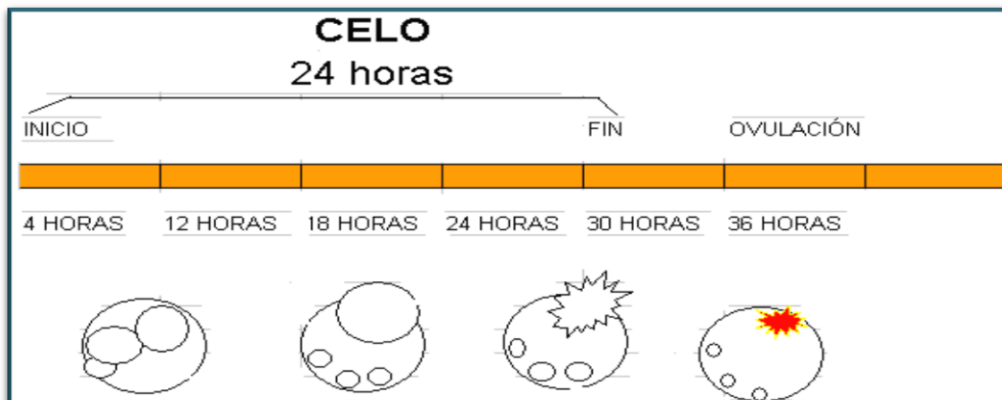 CELO
24 horas
INICIO FIN OVULACIÓN
4 HORAS 12 HORAS 18 HORAS 24 HORAS 30 HORAS 36 HORAS